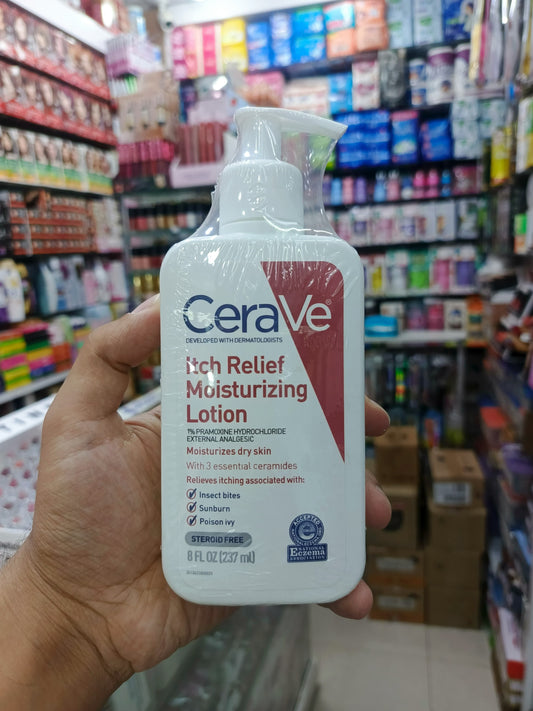 CeraVe®
DEVELOPED WITH DERMATOLOGISTS
Itch Relief
Moisturizing
Lotion
1% PRAMOXINE HYDROCHLORIDE
EXTERNAL ANALGESIC
Moisturizes dry skin
With 3 essential ceramides
Relieves itching associated with:
Insect bites
Sunburn
Poison ivy
STEROID FREE
8 FL OZ (237 ml)
ACCEPTED
NATIONAL
Eczema
ASSOCIATION